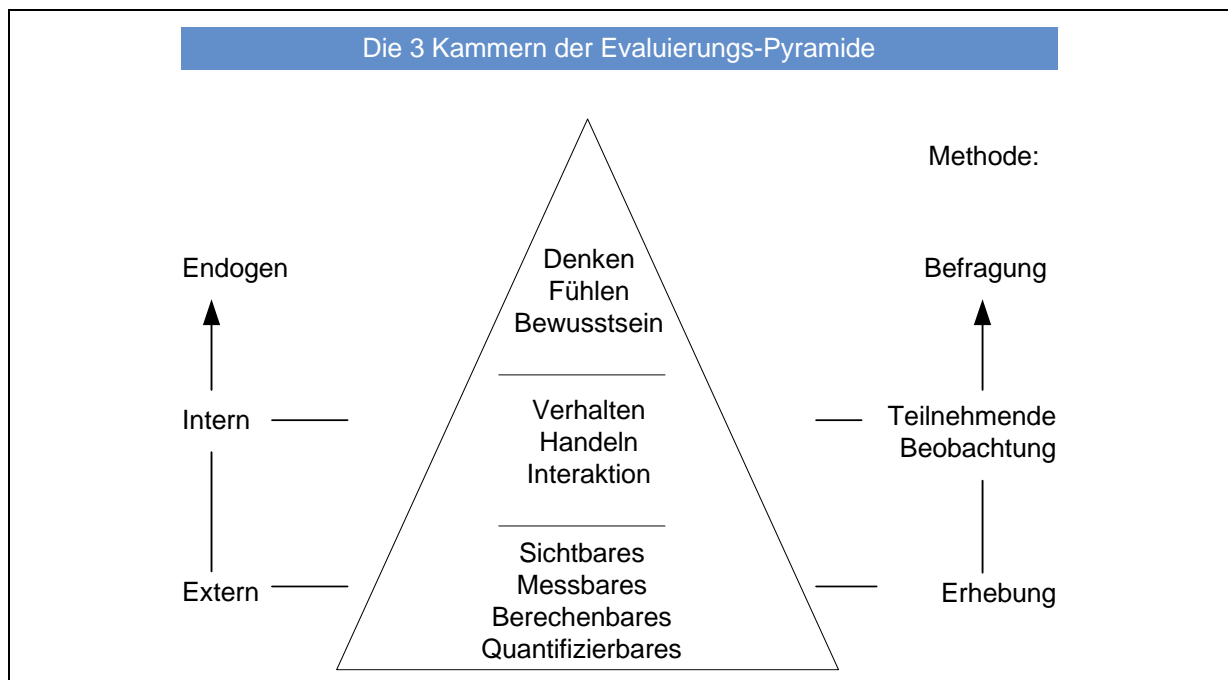 Die 3 Kammern der Evaluierungs-Pyramide
Methode:
Endogen
Denken
Fühlen
Bewusstsein
Befragung
Intern
Verhalten
Handeln
Interaktion
Teilnehmende
Beobachtung
Extern
Sichtbares
Messbares
Berechenbares
Quantifizierbares
Erhebung